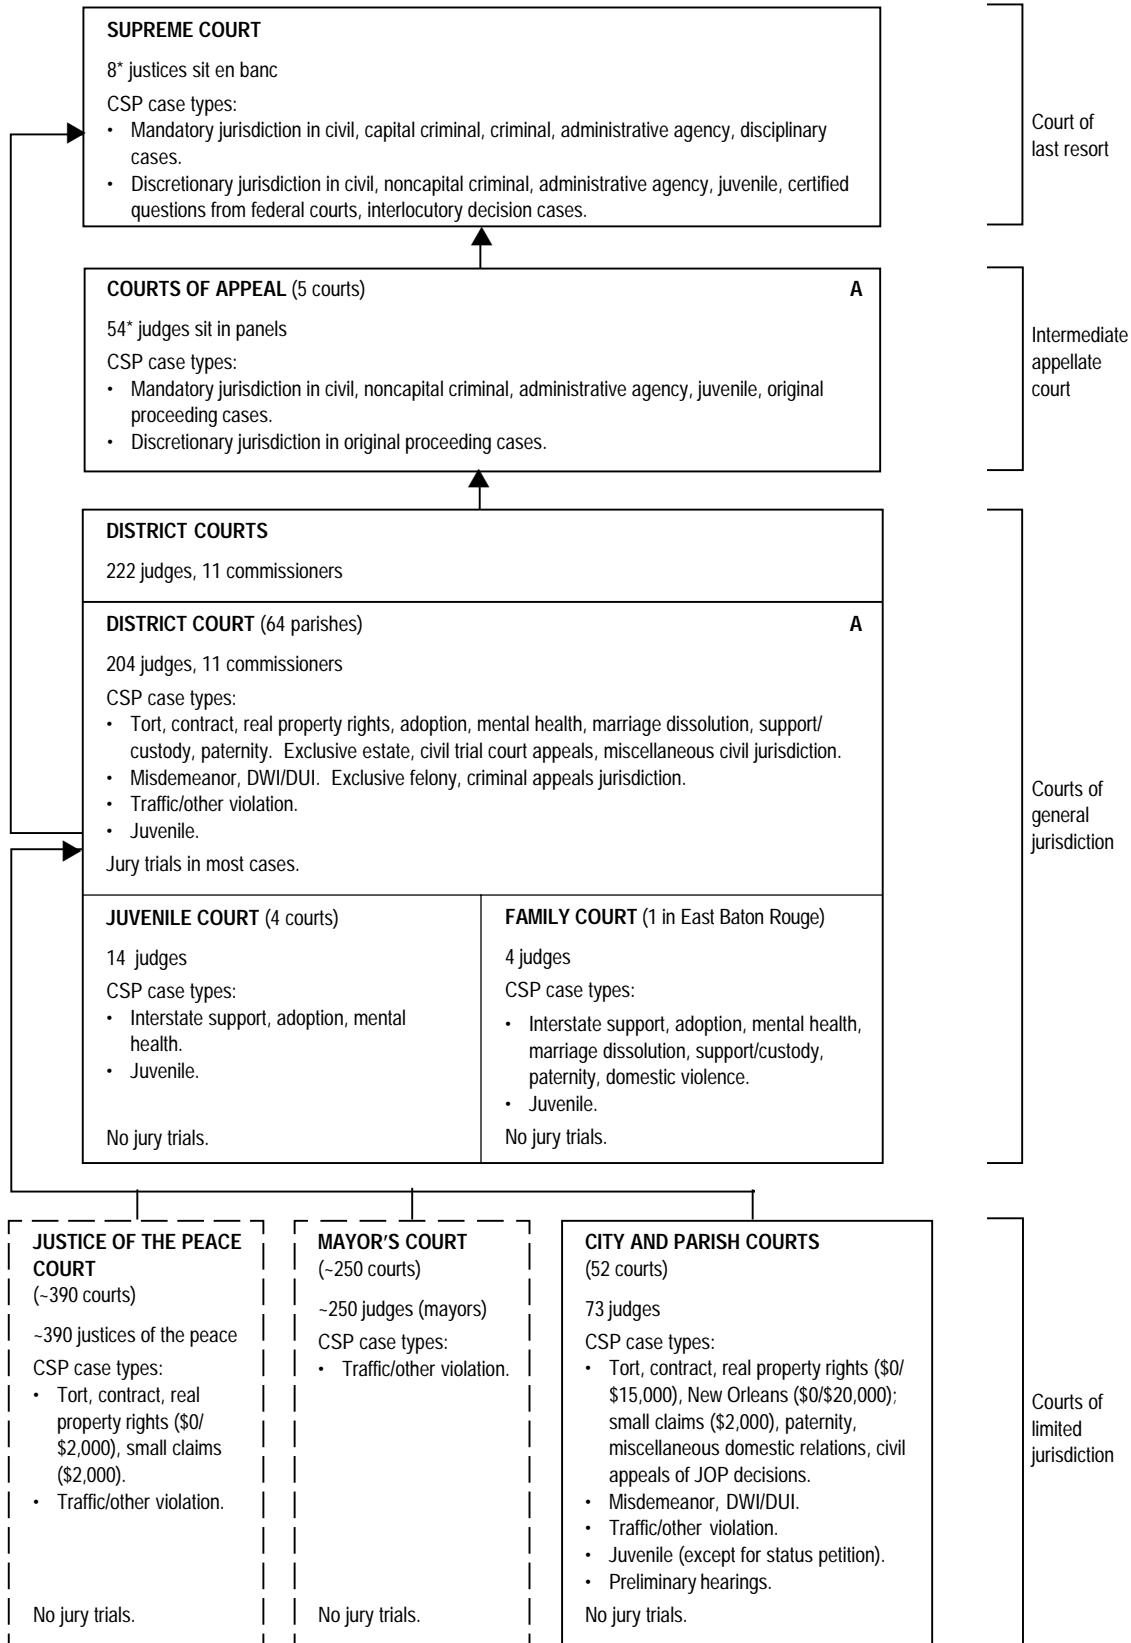 SUPREME COURT
8* justices sit en banc
CSP case types:
• Mandatory jurisdiction in civil, capital criminal, criminal, administrative agency, disciplinary
cases.
• Discretionary jurisdiction in civil, noncapital criminal, administrative agency, juvenile, certified
questions from federal courts, interlocutory decision cases.
Court of
last resort
COURTS OF APPEAL (5 courts) A
54* judges sit in panels
CSP case types:
• Mandatory jurisdiction in civil, noncapital criminal, administrative agency, juvenile, original
proceeding cases.
• Discretionary jurisdiction in original proceeding cases.
Intermediate
appellate
court
DISTRICT COURTS
222 judges, 11 commissioners
DISTRICT COURT (64 parishes) A
204 judges, 11 commissioners
CSP case types:
• Tort, contract, real property rights, adoption, mental health, marriage dissolution, support/
custody, paternity. Exclusive estate, civil trial court appeals, miscellaneous civil jurisdiction.
• Misdemeanor, DWI/DUI. Exclusive felony, criminal appeals jurisdiction.
• Traffic/other violation.
• Juvenile.
Jury trials in most cases.
JUVENILE COURT (4 courts)
14 judges
CSP case types:
• Interstate support, adoption, mental
health.
• Juvenile.
No jury trials.
FAMILY COURT (1 in East Baton Rouge)
4 judges
CSP case types:
• Interstate support, adoption, mental health,
marriage dissolution, support/custody,
paternity, domestic violence.
• Juvenile.
No jury trials.
Courts of
general
jurisdiction
JUSTICE OF THE PEACE
COURT
(~390 courts)
~390 justices of the peace
CSP case types:
• Tort, contract, real
property rights ($0/
$2,000), small claims
($2,000).
• Traffic/other violation.
No jury trials.
MAYOR'S COURT
(~250 courts)
~250 judges (mayors)
CSP case types:
• Traffic/other violation.
No jury trials.
CITY AND PARISH COURTS
(52 courts)
73 judges
CSP case types:
• Tort, contract, real property rights ($0/
$15,000), New Orleans ($0/$20,000);
small claims ($2,000), paternity,
miscellaneous domestic relations, civil
appeals of JOP decisions.
• Misdemeanor, DWI/DUI.
• Traffic/other violation.
• Juvenile (except for status petition).
• Preliminary hearings.
No jury trials.
Courts of
limited
jurisdiction